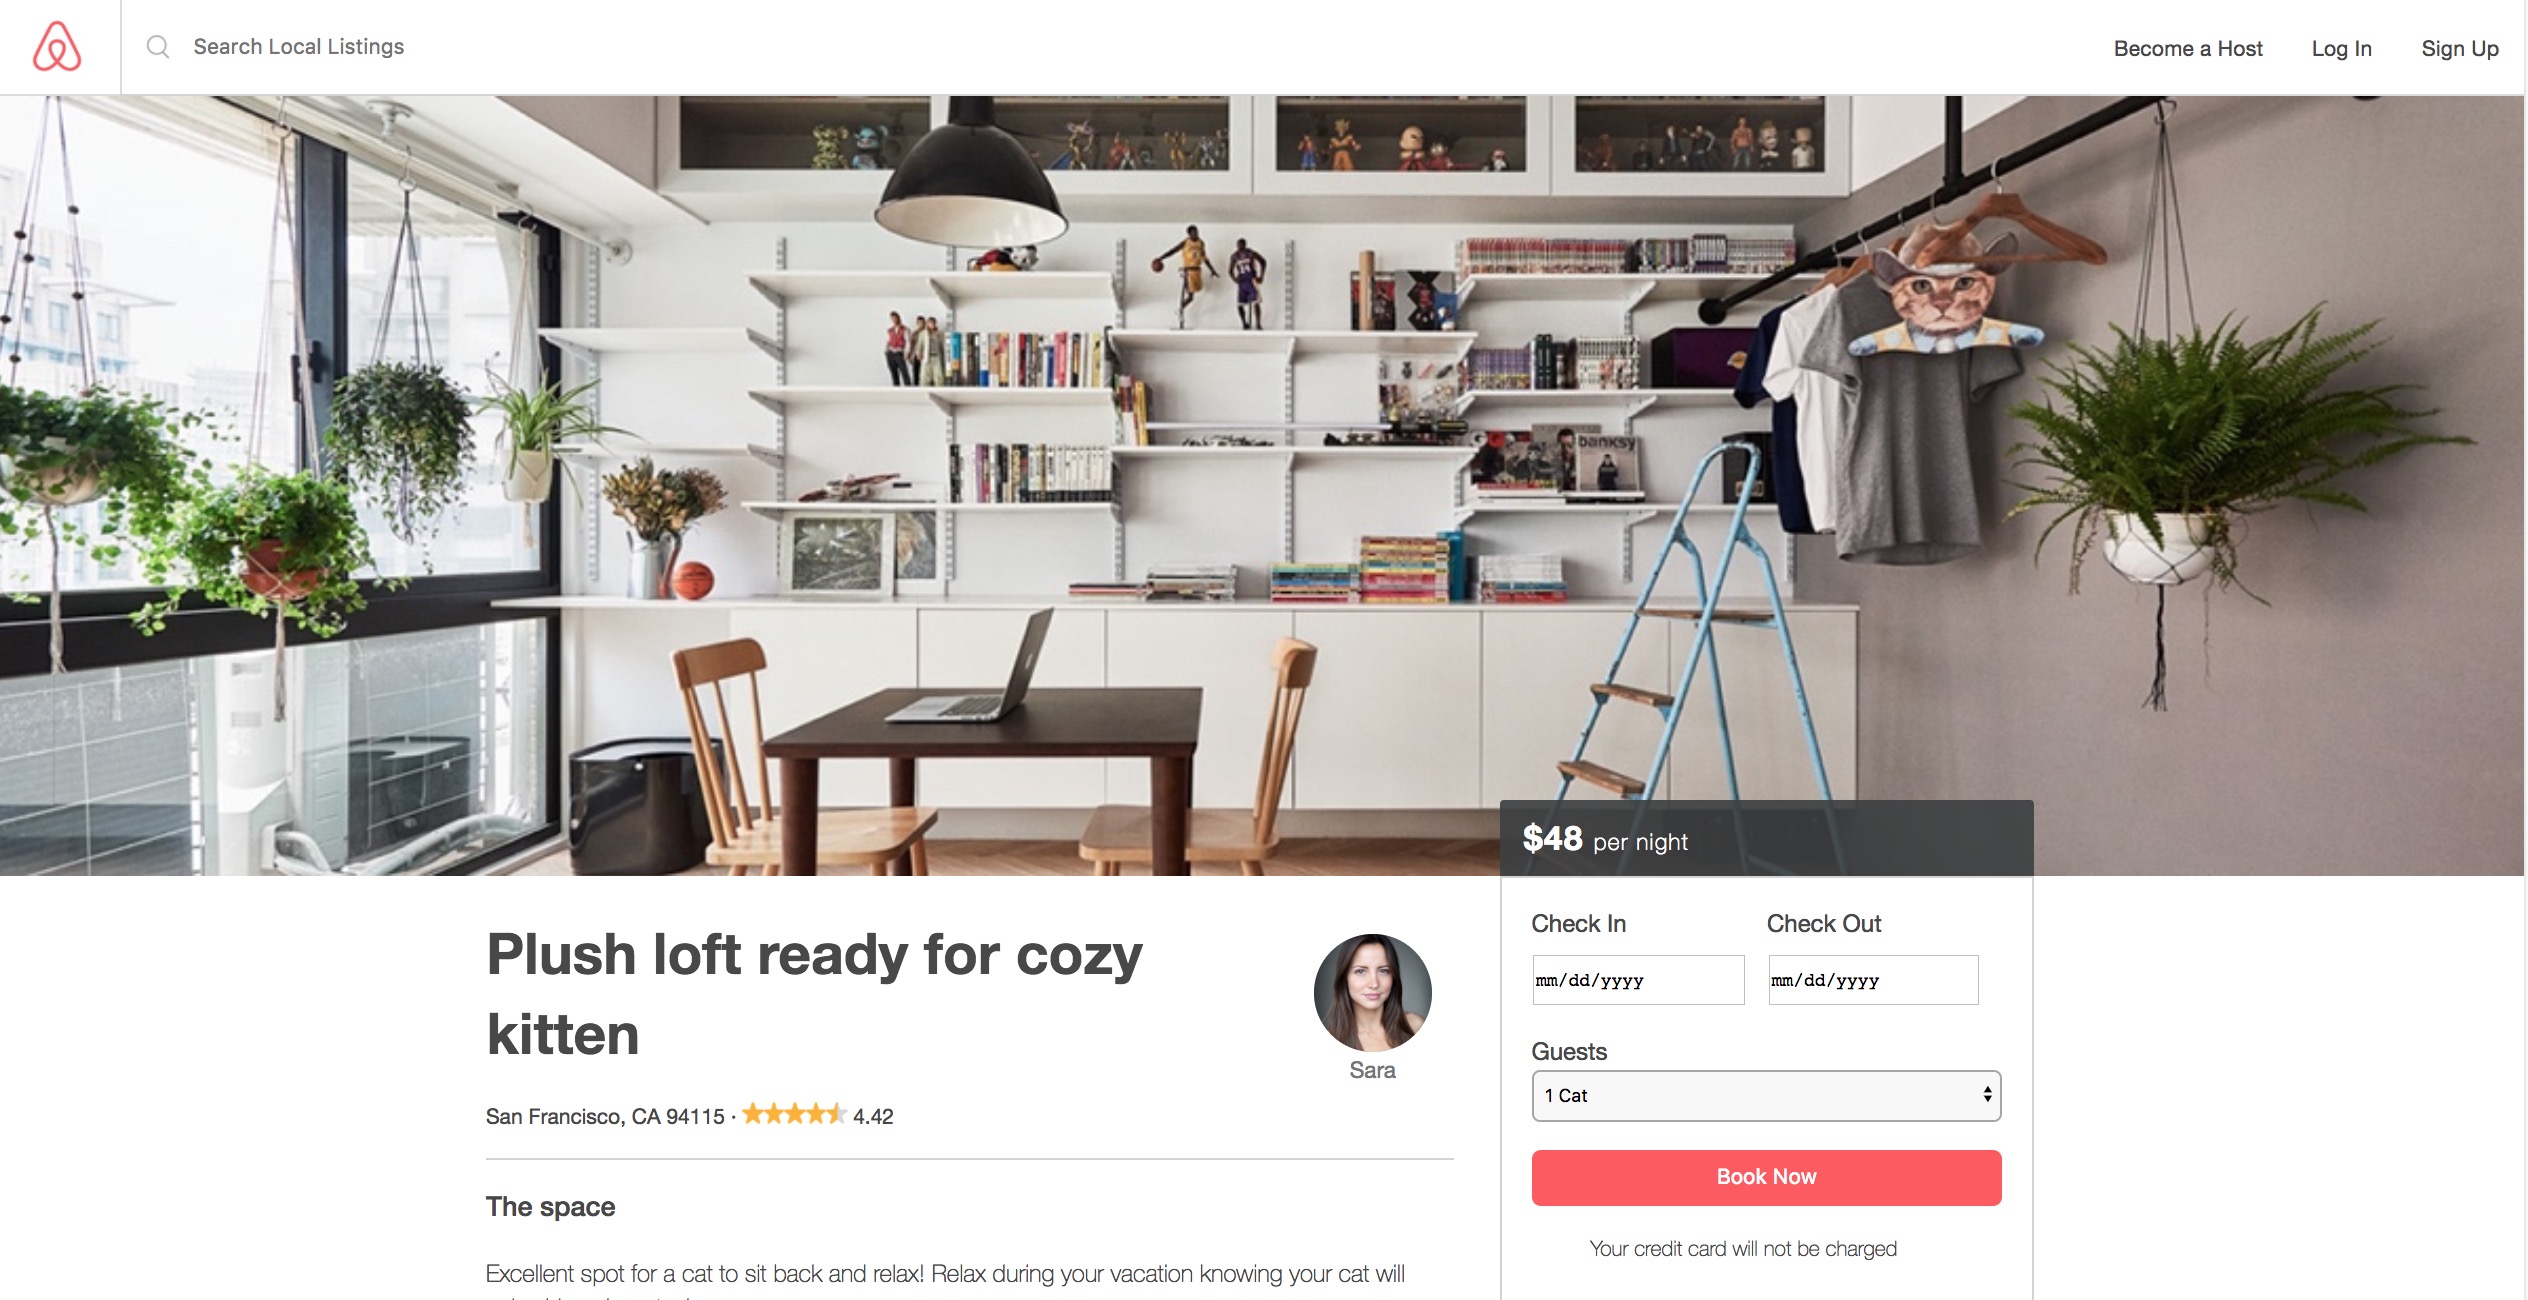 Search Local Listings
Become a Host
Log In
Sign Up
banksy
$48 per night
Plush loft ready for cozy
kitten
Sara
San Francisco, CA 94115 · 4.42
The space
Excellent spot for a cat to sit back and relax! Relax during your vacation knowing your cat will
Check In
Check Out
mm/dd/yyyy
mm/dd/yyyy
Guests
1 Cat
Book Now
Your credit card will not be charged